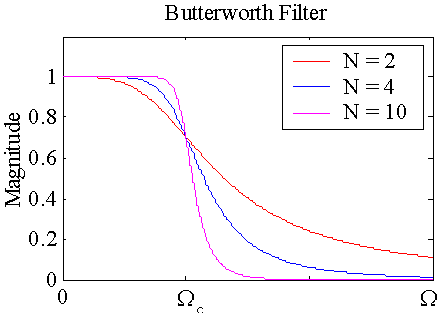 Butterworth Filter
N = 2
N = 4
N = 10
Magnitude
1
0.8
0.6
0.4
0.2
0
0 Ωc Ω